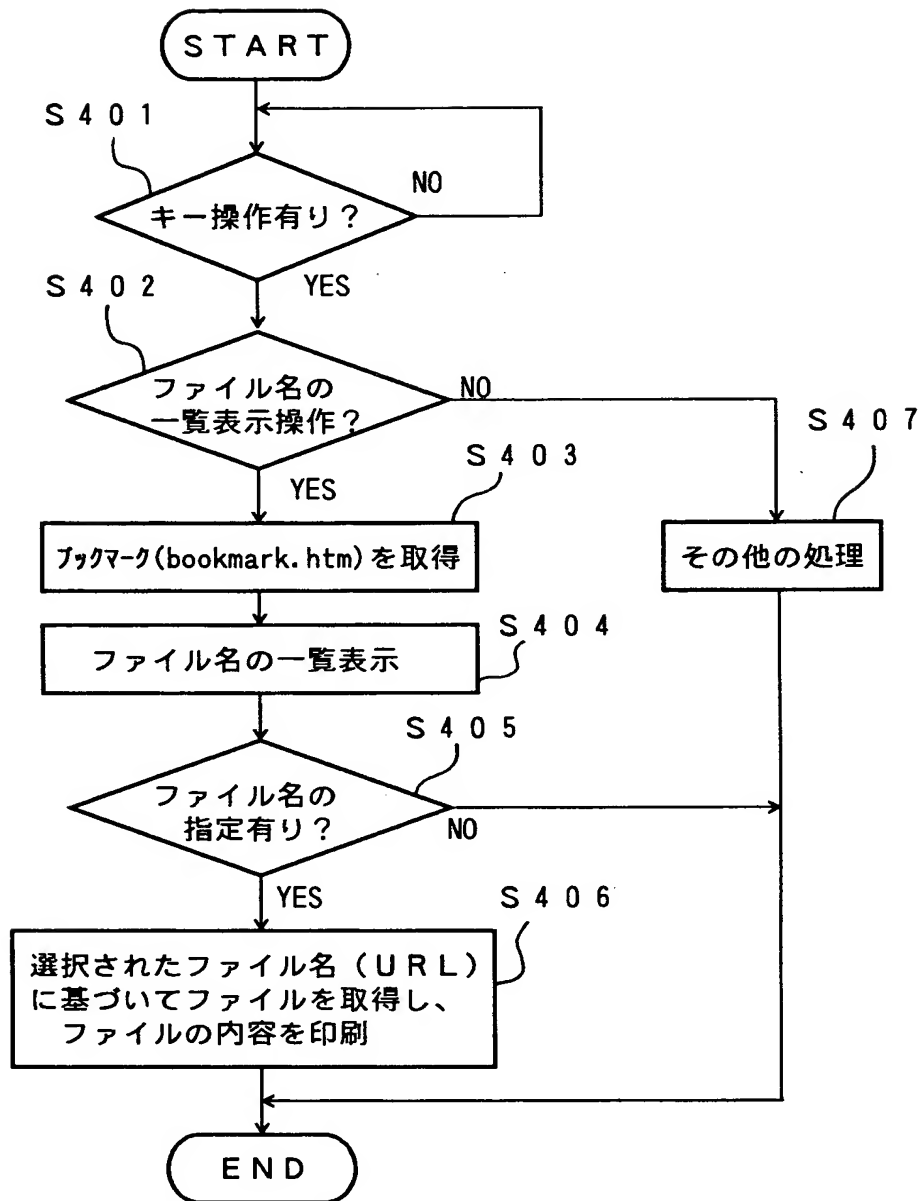 START
S401
キー操作有り？
NO
YES
S402
ファイル名の
一覧表示操作？
NO
YES
S403
S407
ﾌﾞｯｸﾏｰｸ(bookmark.htm)を取得
その他の処理
S404
ファイル名の一覧表示
S405
ファイル名の
指定有り？
NO
YES
S406
選択されたファイル名（ＵＲＬ）
に基づいてファイルを取得し、
ファイルの内容を印刷
END